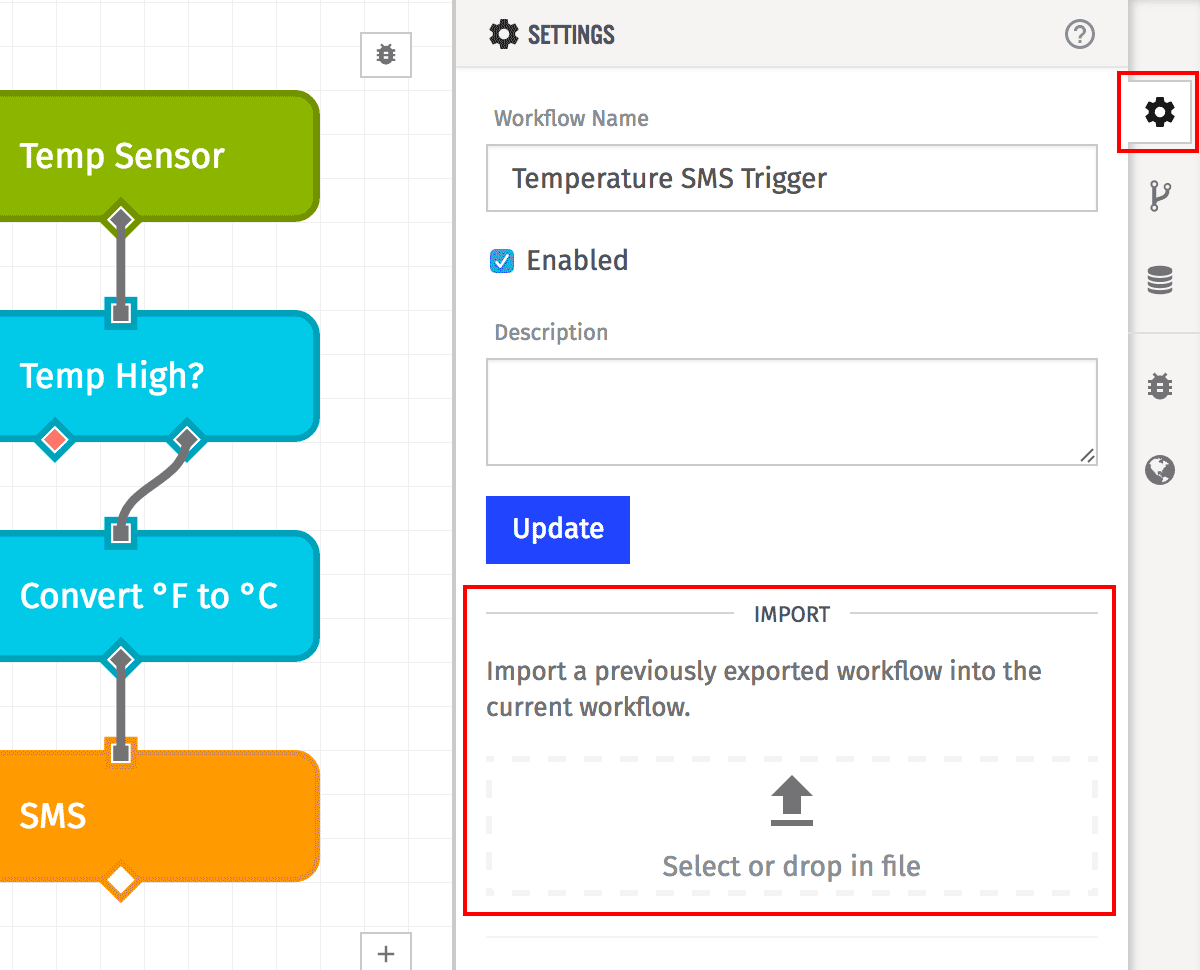 Temp Sensor
Temp High?
Convert °F to °C
SMS
SETTINGS
Workflow Name
Temperature SMS Trigger
Enabled
Description
Update
IMPORT
Import a previously exported workflow into the
current workflow.
Select or drop in file